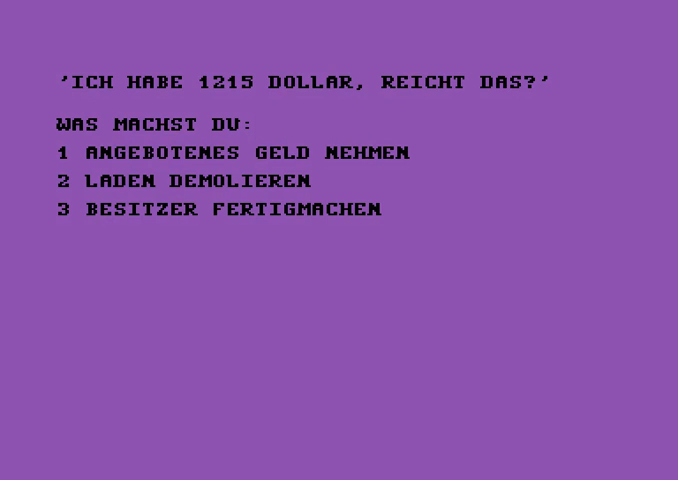 'ICH HABE 1215 DOLLAR, REICHT DAS?'
WAS MACHST DU:
1 ANGEBOTENES GELD NEHMEN
2 LADEN DEMOLIEREN
3 BESITZER FERTIGMACHEN